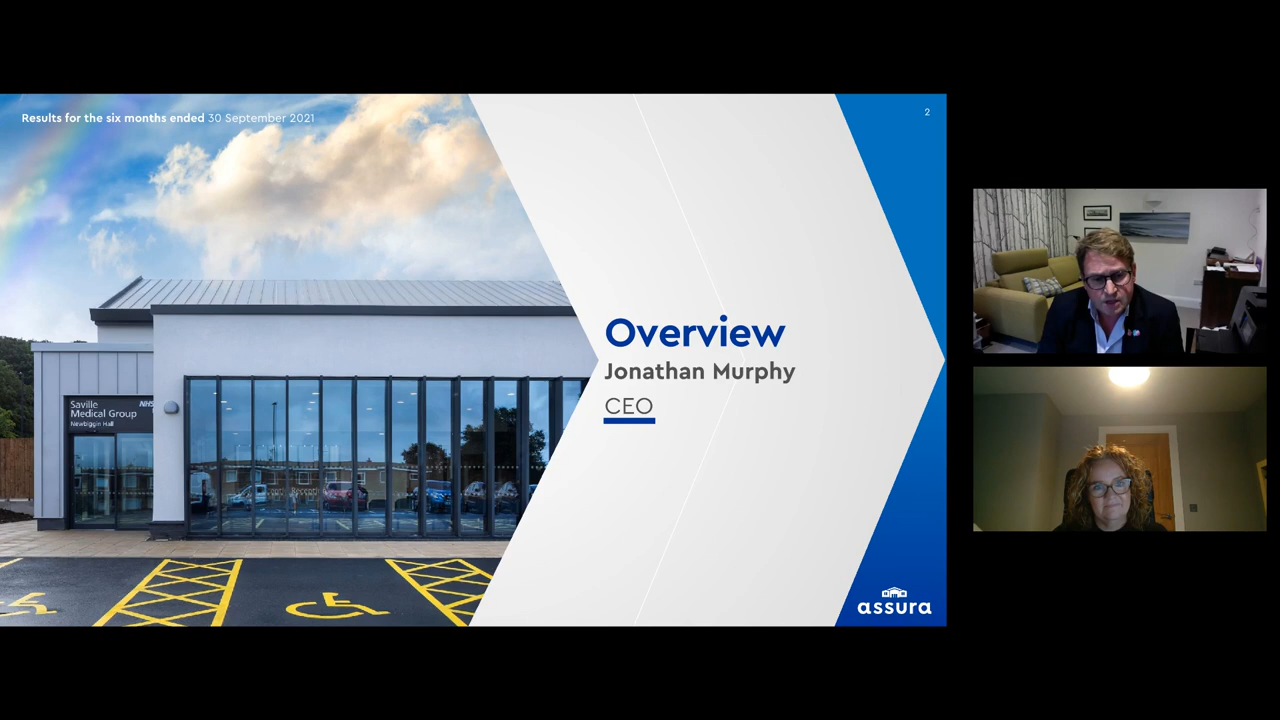 Results for the six months ended 30 September 2021
2
Overview
Jonathan Murphy
CEO
Saville
NHS
Medical Group
Newbiggin Hall
assura